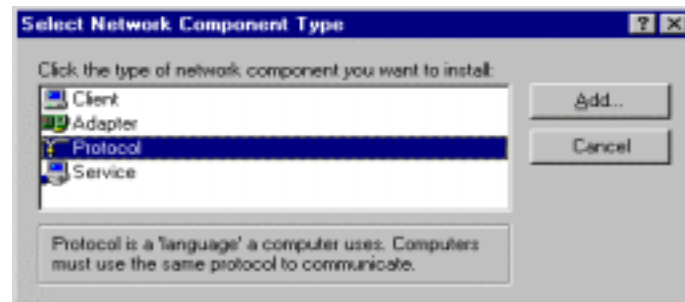 Select Network Component Type
Click the type of network component you want to install:
Client
Adapter
Protocol
Service
Add...
Cancel
Protocol is a 'language' a computer uses. Computers
must use the same protocol to communicate.